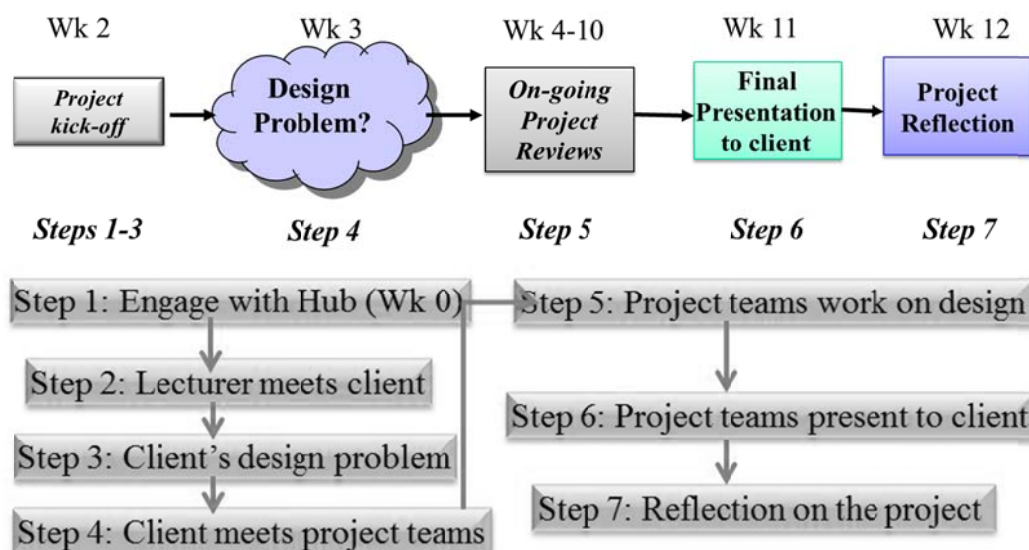 Wk 2
Wk 3
Wk 4-10
Wk 11
Wk 12
Project
kick-off
Design
Problem?
On-going
Project
Reviews
Final
Presentation
to client
Project
Reflection
Steps 1-3
Step 4
Step 5
Step 6
Step 7
Step 1: Engage with Hub (Wk 0)
Step 2: Lecturer meets client
Step 3: Client's design problem
Step 4: Client meets project teams
Step 5: Project teams work on design
Step 6: Project teams present to client
Step 7: Reflection on the project